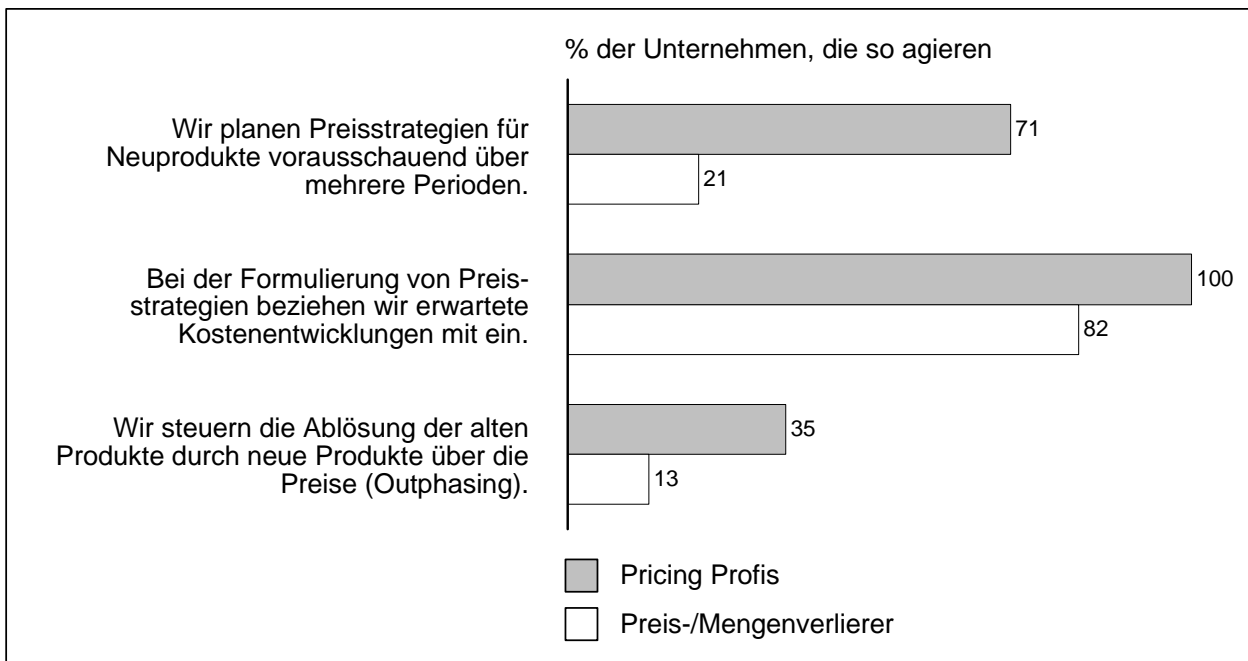 % der Unternehmen, die so agieren
Wir planen Preisstrategien für
Neuprodukte vorausschauend über
mehrere Perioden.
71
21
Bei der Formulierung von Preis-
strategien beziehen wir erwartete
Kostenentwicklungen mit ein.
100
82
Wir steuern die Ablösung der alten
Produkte durch neue Produkte über die
Preise (Outphasing).
35
13
Pricing Profis
Preis-/Mengenverlierer